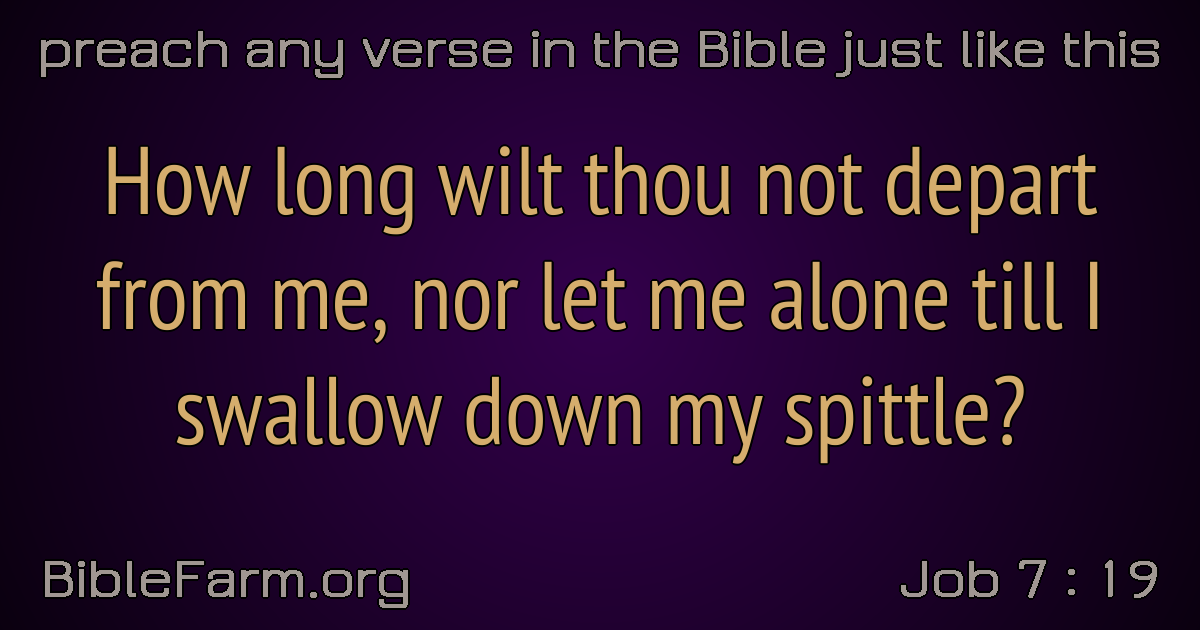 preach any verse in the Bible just like this
How long wilt thou not depart
from me, nor let me alone till I
swallow down my spittle?
BibleFarm.org
Job 7 : 19